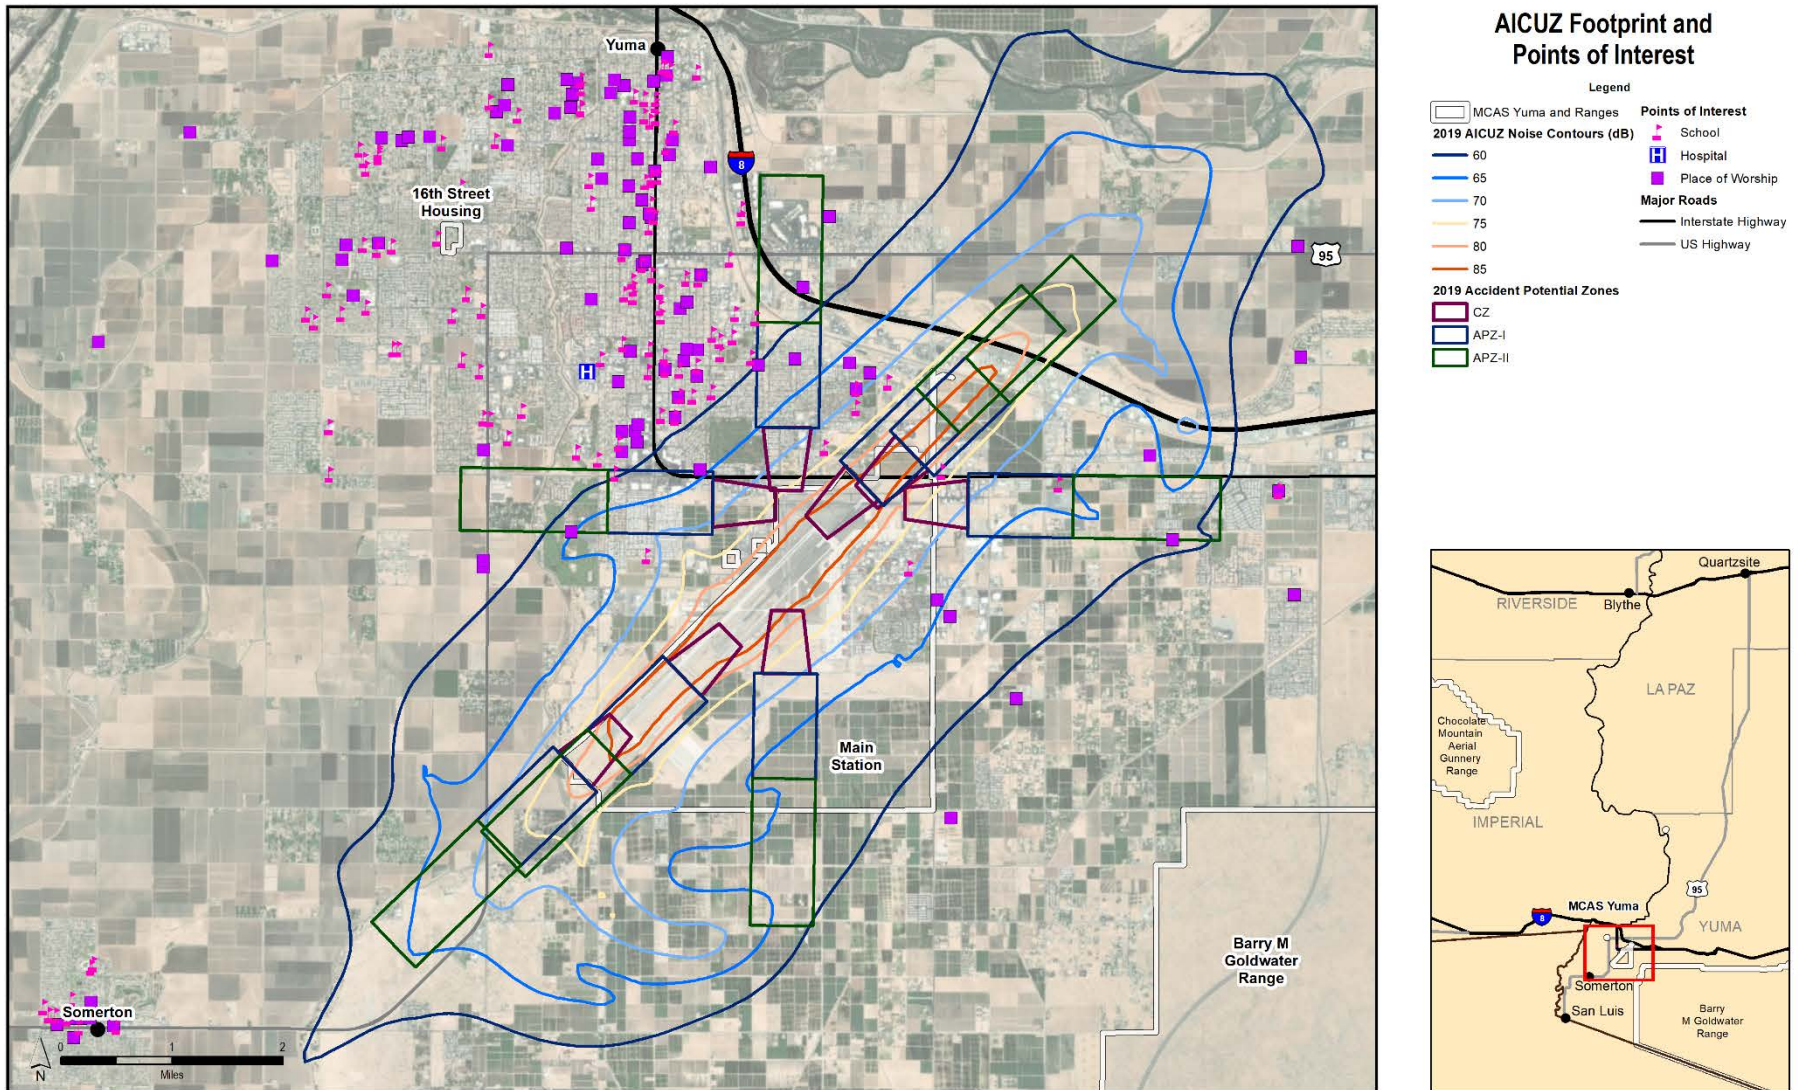 AICUZ Footprint and
Points of Interest
Legend
MCAS Yuma and Ranges
2019 AICUZ Noise Contours (dB)
60
65
70
75
80
85
2019 Accident Potential Zones
CZ
APZ-I
APZ-II
Points of Interest
School
H
Hospital
Place of Worship
Major Roads
Interstate Highway
US Highway
Yuma
8
16th Street
Housing
95
H
Main
Station
Barry M
Goldwater
Range
Somerton
0 1 2
Miles
N
Quartzsite
RIVERSIDE
Blythe
LA PAZ
Chocolate
Mountain
Aerial
Gunnery
Range
IMPERIAL
95
MCAS Yuma
8
YUMA
Somerton
San Luis
Barry
M Goldwater
Range